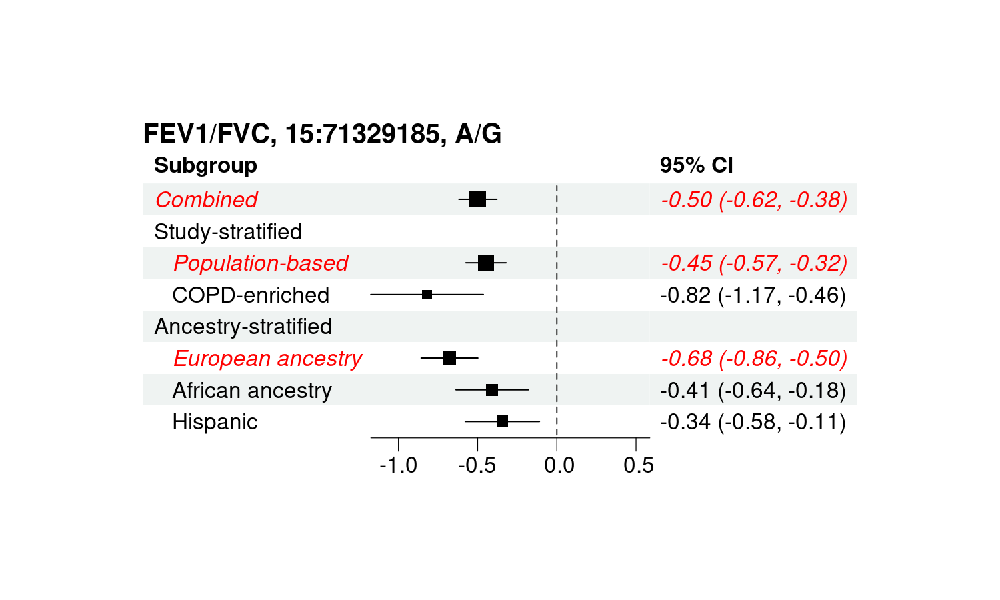 FEV1/FVC, 15:71329185, A/G
Subgroup 95% CI
Combined -0.50 (-0.62, -0.38)
Study-stratified
Population-based -0.45 (-0.57, -0.32)
COPD-enriched -0.82 (-1.17, -0.46)
Ancestry-stratified
European ancestry -0.68 (-0.86, -0.50)
African ancestry -0.41 (-0.64, -0.18)
Hispanic -0.34 (-0.58, -0.11)
-1.0 -0.5 0.0 0.5